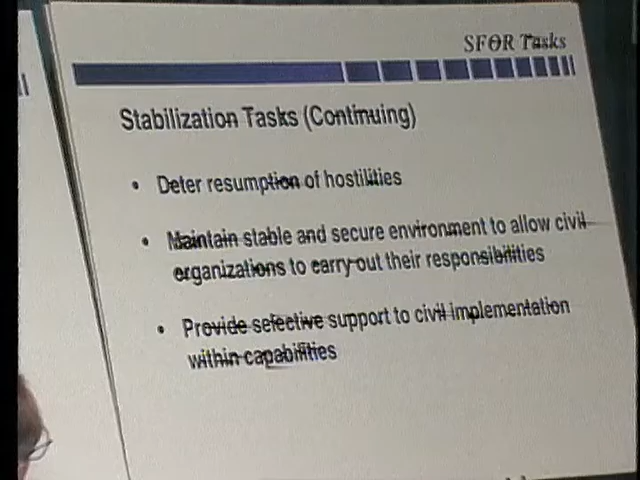 SFOR Tasks
Stabilization Tasks (Continuing)
• Deter resumption of hostilities
• Maintain stable and secure environment to allow civil
organizations to carry out their responsibilities
• Provide selective support to civil implementation
within capabilities